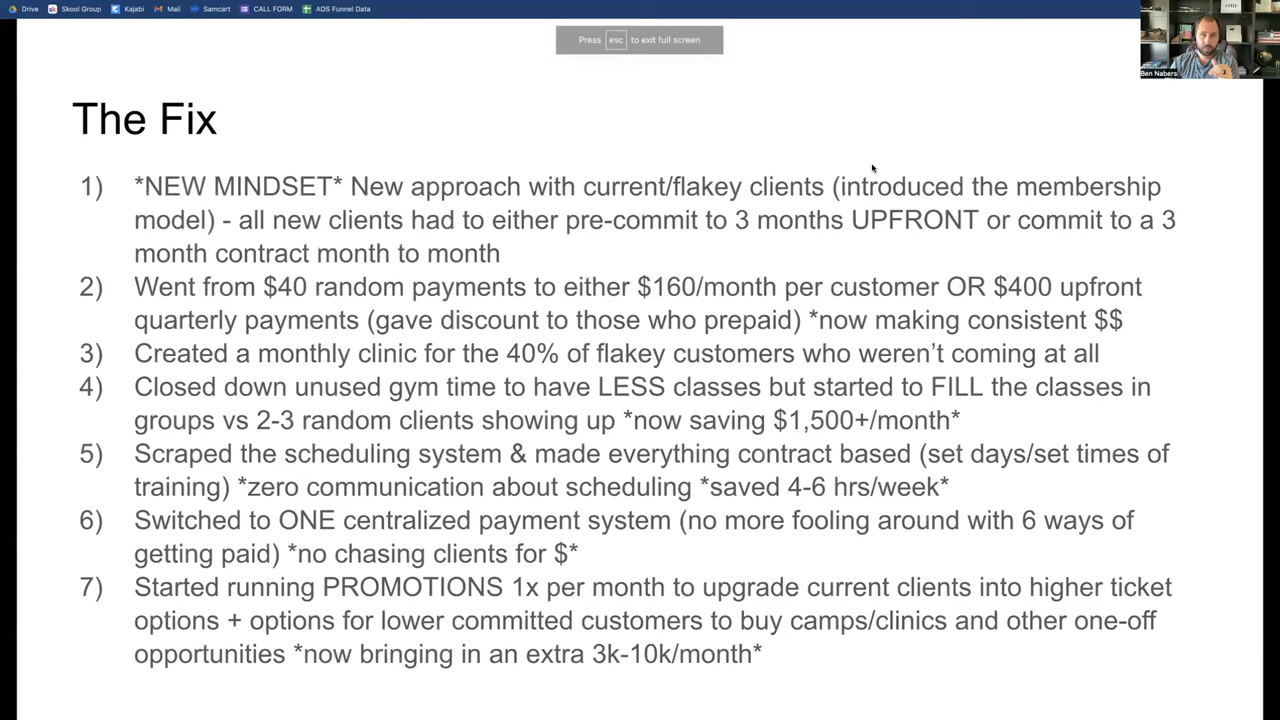 Drive Skool Group Kajabi Mail Samcart CALL FORM ADS Funnel Data
Press esc to exit full screen
Ben Nabers
The Fix
1) *NEW MINDSET* New approach with current/flakey clients (introduced the membership
model) - all new clients had to either pre-commit to 3 months UPFRONT or commit to a 3
month contract month to month
2) Went from $40 random payments to either $160/month per customer OR $400 upfront
quarterly payments (gave discount to those who prepaid) *now making consistent $$
3) Created a monthly clinic for the 40% of flakey customers who weren’t coming at all
4) Closed down unused gym time to have LESS classes but started to FILL the classes in
groups vs 2-3 random clients showing up *now saving $1,500+/month*
5) Scraped the scheduling system & made everything contract based (set days/set times of
training) *zero communication about scheduling *saved 4-6 hrs/week*
6) Switched to ONE centralized payment system (no more fooling around with 6 ways of
getting paid) *no chasing clients for $*
7) Started running PROMOTIONS 1x per month to upgrade current clients into higher ticket
options + options for lower committed customers to buy camps/clinics and other one-off
opportunities *now bringing in an extra 3k-10k/month*